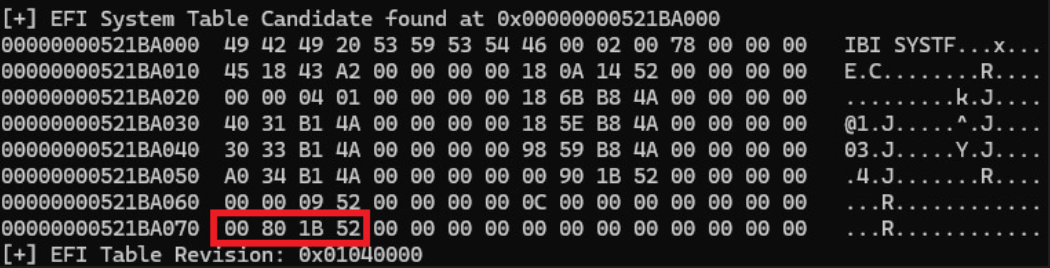 [+] EFI System Table Candidate found at 0x00000000521BA000
00000000521BA000 49 42 49 20 53 59 53 54 46 00 02 00 78 00 00 00 IBI SYSTF...x...
00000000521BA010 45 18 43 A2 00 00 00 00 18 0A 14 52 00 00 00 00 E.C........R....
00000000521BA020 00 00 04 01 00 00 00 00 18 6B B8 4A 00 00 00 00 .........k.J....
00000000521BA030 40 31 B1 4A 00 00 00 00 18 5E B8 4A 00 00 00 00 @1.J.....^.J....
00000000521BA040 30 33 B1 4A 00 00 00 00 98 59 B8 4A 00 00 00 00 03.J.....Y.J....
00000000521BA050 A0 34 B1 4A 00 00 00 00 00 90 1B 52 00 00 00 00 .4.J.......R....
00000000521BA060 00 00 09 52 00 00 00 00 0C 00 00 00 00 00 00 00 ...R............
00000000521BA070 00 80 1B 52 00 00 00 00 00 00 00 00 00 00 00 00 ...R............
[+] EFI Table Revision: 0x01040000